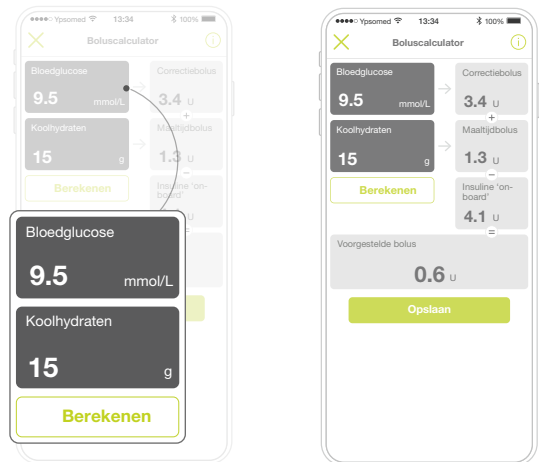 Ypsomed 13:34 100%
Boluscalculator
Bloedglucose
9.5 mmol/L
Correctiebolus
3.4 U
+
Koolhydraten
15 g
Maaltijdbolus
1.3 U
−
Berekenen
Insuline ‘on-
board’
U
=
Bloedglucose
9.5 mmol/L
Koolhydraten
15 g
Berekenen
Ypsomed 13:34 100%
Boluscalculator
Bloedglucose
9.5 mmol/L
Correctiebolus
3.4 U
+
Koolhydraten
15 g
Maaltijdbolus
1.3 U
−
Berekenen
Insuline ‘on-
board’
4.1 U
=
Voorgestelde bolus
0.6 U
Opslaan